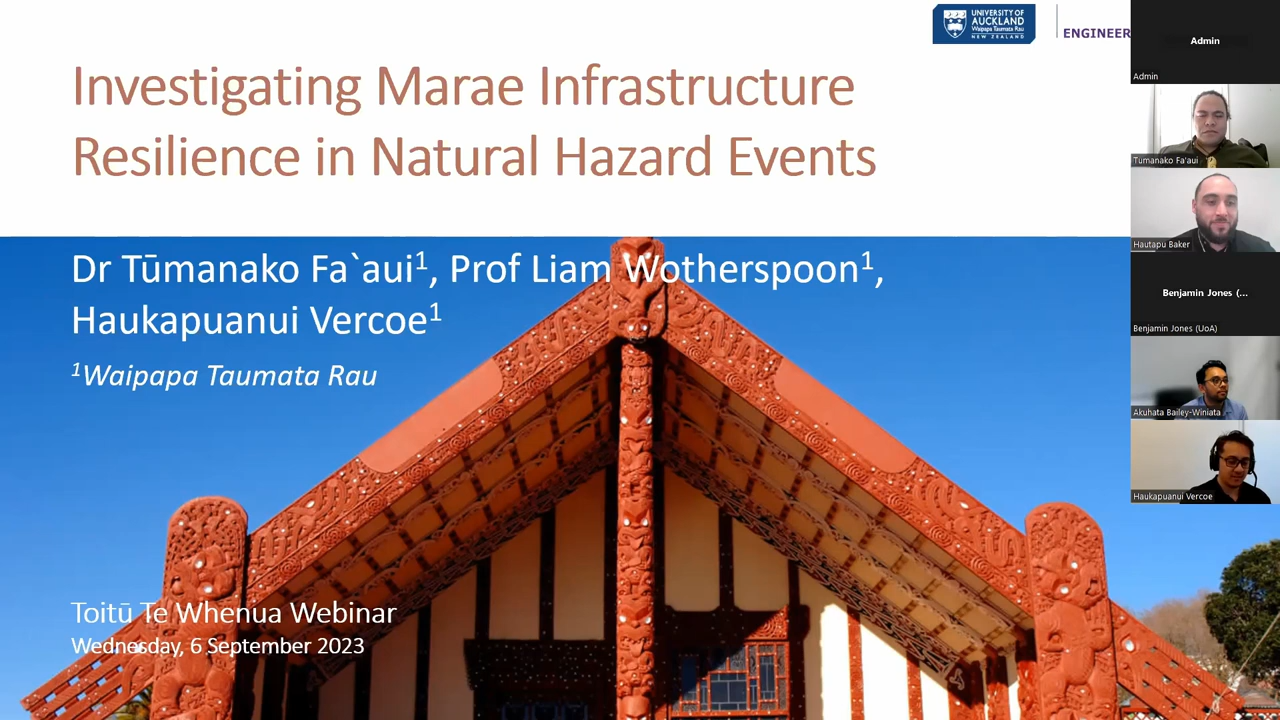 UNIVERSITY OF
AUCKLAND
Waipapa Taumata Rau
NEW ZEALAND
ENGINEER
Investigating Marae Infrastructure
Resilience in Natural Hazard Events
Dr Tūmanako Fa`aui1, Prof Liam Wotherspoon1,
Haukapuanui Vercoe1
1Waipapa Taumata Rau
Toitū Te Whenua Webinar
Wednesday, 6 September 2023
Admin
Admin
Tūmanako Fa'aui
Hautapu Baker
Benjamin Jones (...
Benjamin Jones (UoA)
Akuhata Bailey-Winiata
Haukapuanui Vercoe